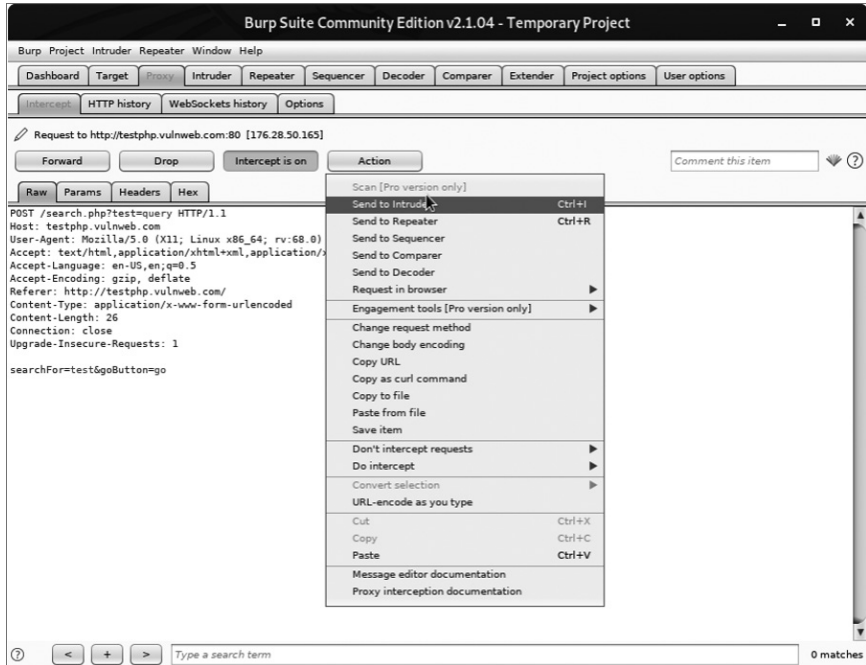 Burp Suite Community Edition v2.1.04 - Temporary Project
Burp Project Intruder Repeater Window Help
Dashboard Target Proxy Intruder Repeater Sequencer Decoder Comparer Extender Project options User options
Intercept HTTP history WebSockets history Options
Request to http://testphp.vulnweb.com:80 [176.28.50.165]
Forward Drop Intercept is on Action Comment this item
Raw Params Headers Hex
POST /search.php?test=query HTTP/1.1
Host: testphp.vulnweb.com
User-Agent: Mozilla/5.0 (X11; Linux x86_64; rv:68.0)
Accept: text/html,application/xhtml+xml,application/
Accept-Language: en-US,en;q=0.5
Accept-Encoding: gzip, deflate
Referer: http://testphp.vulnweb.com/
Content-Type: application/x-www-form-urlencoded
Content-Length: 26
Connection: close
Upgrade-Insecure-Requests: 1
searchFor=test&goButton=go
Scan [Pro version only]
Send to Intruder Ctrl+I
Send to Repeater Ctrl+R
Send to Sequencer
Send to Comparer
Send to Decoder
Request in browser
Engagement tools [Pro version only]
Change request method
Change body encoding
Copy URL
Copy as curl command
Copy to file
Paste from file
Save item
Don't intercept requests
Do intercept
Convert selection
URL-encode as you type
Cut Ctrl+X
Copy Ctrl+C
Paste Ctrl+V
Message editor documentation
Proxy interception documentation
? < + > Type a search term 0 matches